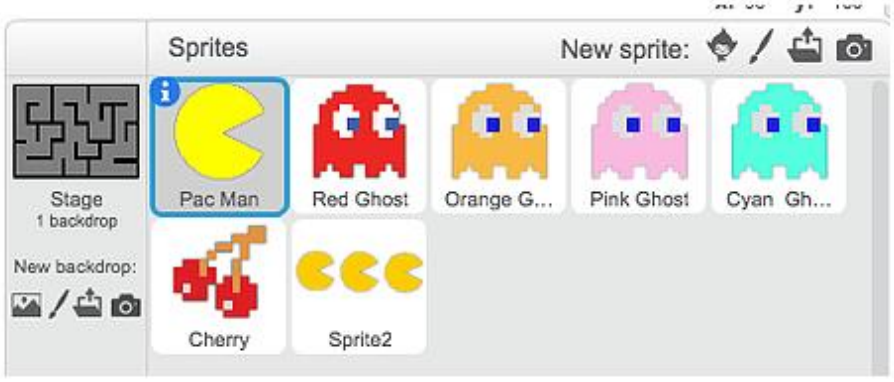 Sprites
New sprite:
Stage
1 backdrop
New backdrop:
Pac Man
Red Ghost
Orange G...
Pink Ghost
Cyan Gh...
Cherry
Sprite2